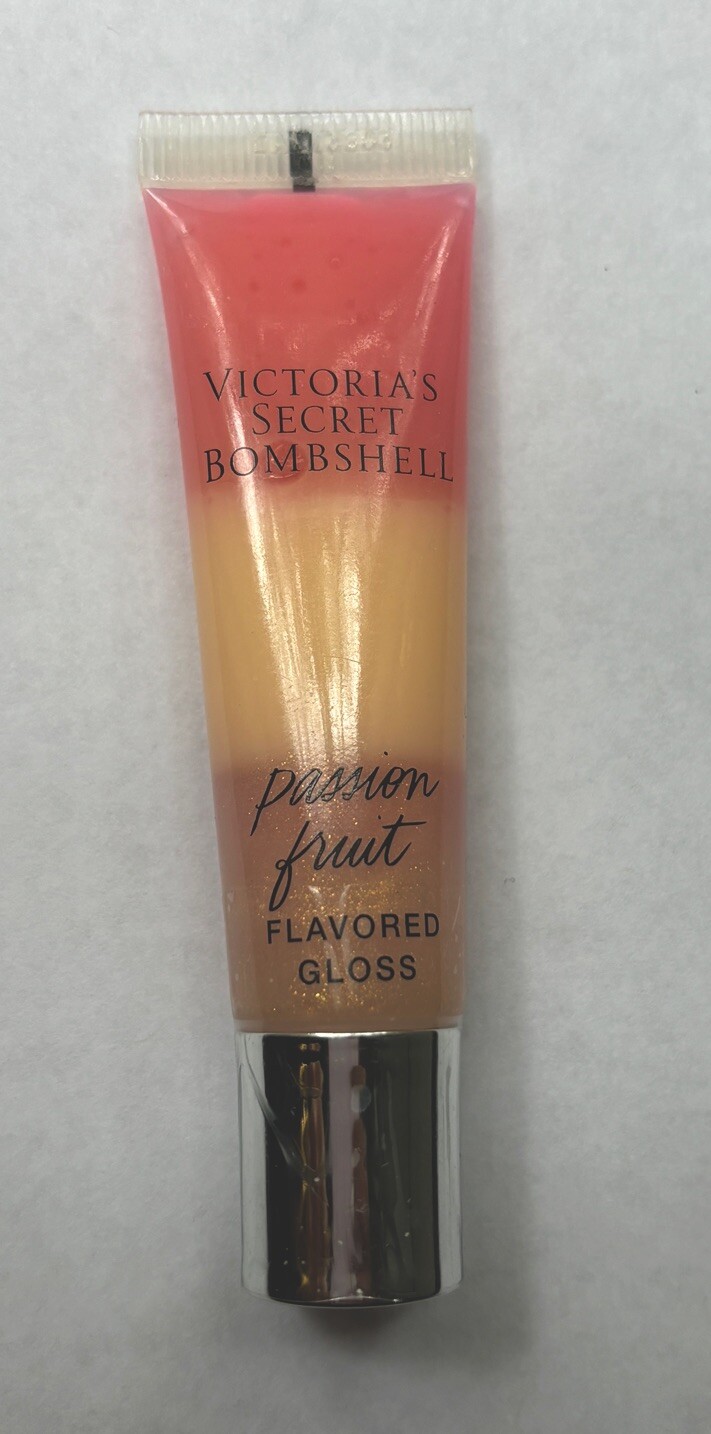 VICTORIA'S
SECRET
BOMBSHELL
passion
fruit
FLAVORED
GLOSS